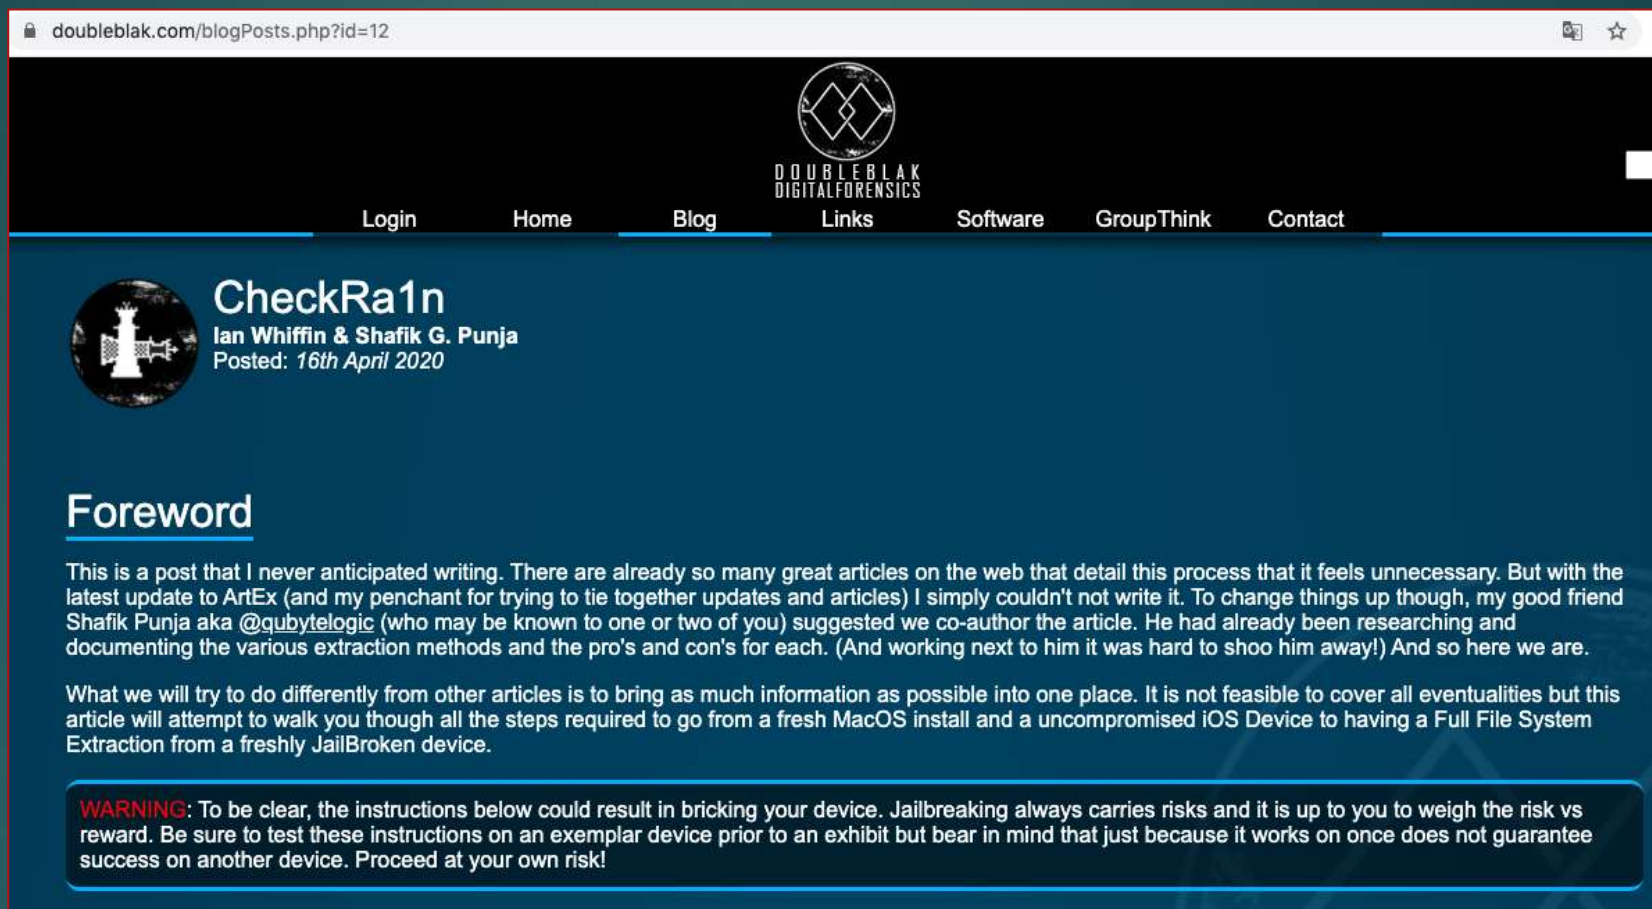 doubleblak.com/blogPosts.php?id=12
DOUBLEBLAK
DIGITALFORENSICS
Login Home Blog Links Software GroupThink Contact
CheckRa1n
Ian Whiffin & Shafik G. Punja
Posted: 16th April 2020
Foreword
This is a post that I never anticipated writing. There are already so many great articles on the web that detail this process that it feels unnecessary. But with the
latest update to ArtEx (and my penchant for trying to tie together updates and articles) I simply couldn't not write it. To change things up though, my good friend
Shafik Punja aka @qubytelogic (who may be known to one or two of you) suggested we co-author the article. He had already been researching and
documenting the various extraction methods and the pro's and con's for each. (And working next to him it was hard to shoo him away!) And so here we are.
What we will try to do differently from other articles is to bring as much information as possible into one place. It is not feasible to cover all eventualities but this
article will attempt to walk you though all the steps required to go from a fresh MacOS install and a uncompromised iOS Device to having a Full File System
Extraction from a freshly JailBroken device.
WARNING: To be clear, the instructions below could result in bricking your device. Jailbreaking always carries risks and it is up to you to weigh the risk vs
reward. Be sure to test these instructions on an exemplar device prior to an exhibit but bear in mind that just because it works on once does not guarantee
success on another device. Proceed at your own risk!